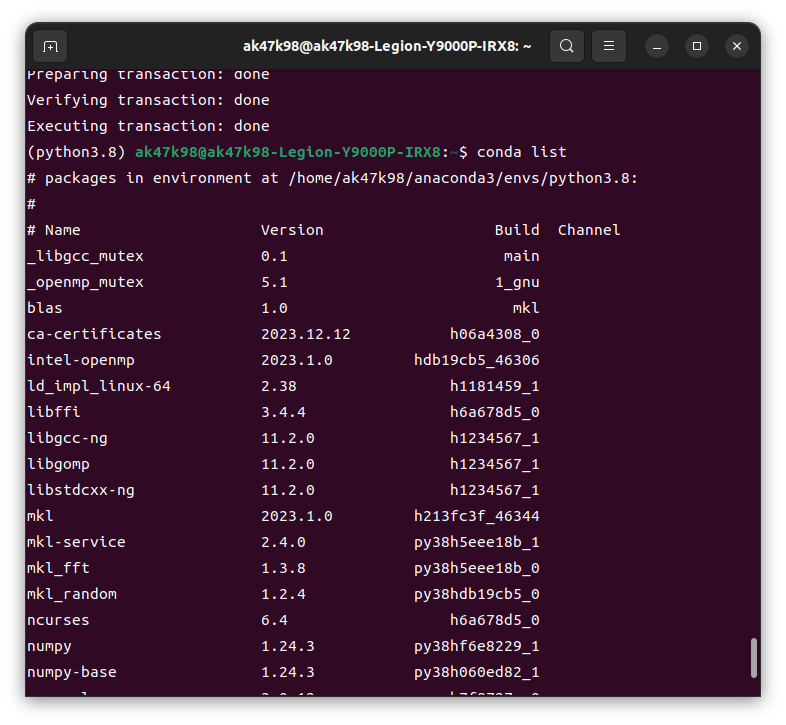 ak47k98@ak47k98-Legion-Y9000P-IRX8: ~
Preparing transaction: done
Verifying transaction: done
Executing transaction: done
(python3.8) ak47k98@ak47k98-Legion-Y9000P-IRX8:~$ conda list
# packages in environment at /home/ak47k98/anaconda3/envs/python3.8:
#
# Name                    Version                   Build  Channel
_libgcc_mutex             0.1                        main
_openmp_mutex             5.1                       1_gnu
blas                      1.0                         mkl
ca-certificates           2023.12.12           h06a4308_0
intel-openmp              2023.1.0         hdb19cb5_46306
ld_impl_linux-64          2.38                 h1181459_1
libffi                    3.4.4                h6a678d5_0
libgcc-ng                 11.2.0               h1234567_1
libgomp                   11.2.0               h1234567_1
libstdcxx-ng              11.2.0               h1234567_1
mkl                       2023.1.0         h213fc3f_46344
mkl-service               2.4.0            py38h5eee18b_1
mkl_fft                   1.3.8            py38h5eee18b_0
mkl_random                1.2.4            py38hdb19cb5_0
ncurses                   6.4                  h6a678d5_0
numpy                     1.24.3           py38hf6e8229_1
numpy-base                1.24.3           py38h060ed82_1